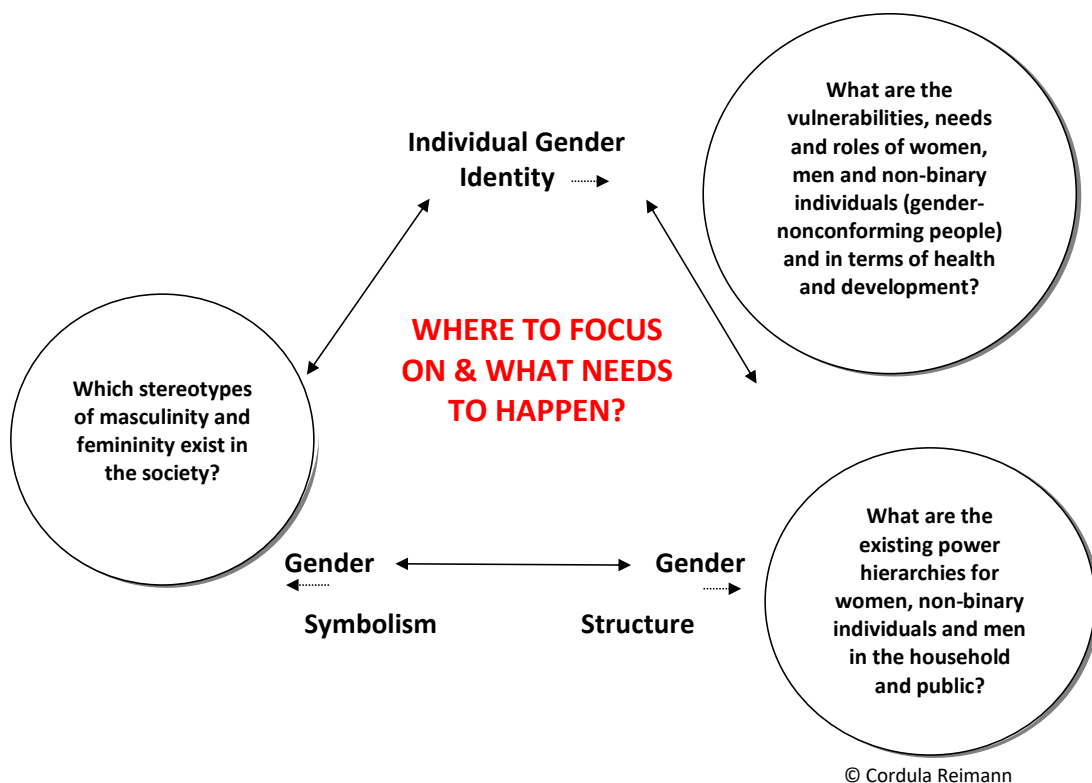 What are the
vulnerabilities, needs
and roles of women,
men and non-binary
individuals (gender-
nonconforming people)
and in terms of health
and development?
Individual Gender
Identity
WHERE TO FOCUS
ON & WHAT NEEDS
TO HAPPEN?
Which stereotypes
of masculinity and
femininity exist in
the society?
Gender
Symbolism
Gender
Structure
What are the
existing power
hierarchies for
women, non-binary
individuals and men
in the household
and public?
© Cordula Reimann